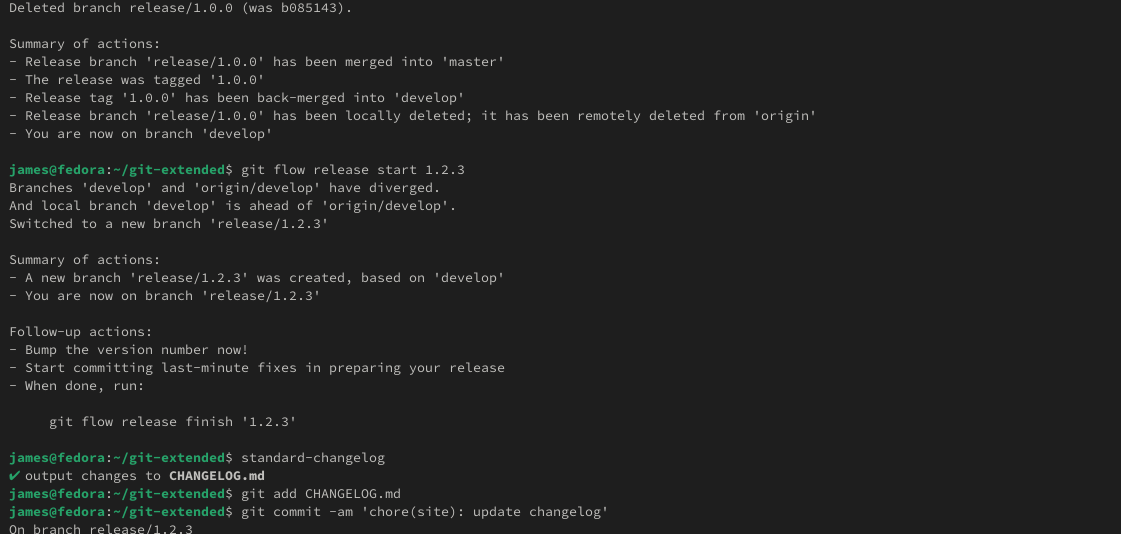 Deleted branch release/1.0.0 (was b085143).
Summary of actions:
- Release branch 'release/1.0.0' has been merged into 'master'
- The release was tagged '1.0.0'
- Release tag '1.0.0' has been back-merged into 'develop'
- Release branch 'release/1.0.0' has been locally deleted; it has been remotely deleted from 'origin'
- You are now on branch 'develop'
james@fedora:~/git-extended$ git flow release start 1.2.3
Branches 'develop' and 'origin/develop' have diverged.
And local branch 'develop' is ahead of 'origin/develop'.
Switched to a new branch 'release/1.2.3'
Summary of actions:
- A new branch 'release/1.2.3' was created, based on 'develop'
- You are now on branch 'release/1.2.3'
Follow-up actions:
- Bump the version number now!
- Start committing last-minute fixes in preparing your release
- When done, run:
git flow release finish '1.2.3'
james@fedora:~/git-extended$ standard-changelog
✔ output changes to CHANGELOG.md
james@fedora:~/git-extended$ git add CHANGELOG.md
james@fedora:~/git-extended$ git commit -am 'chore(site): update changelog'
On branch release/1.2.3